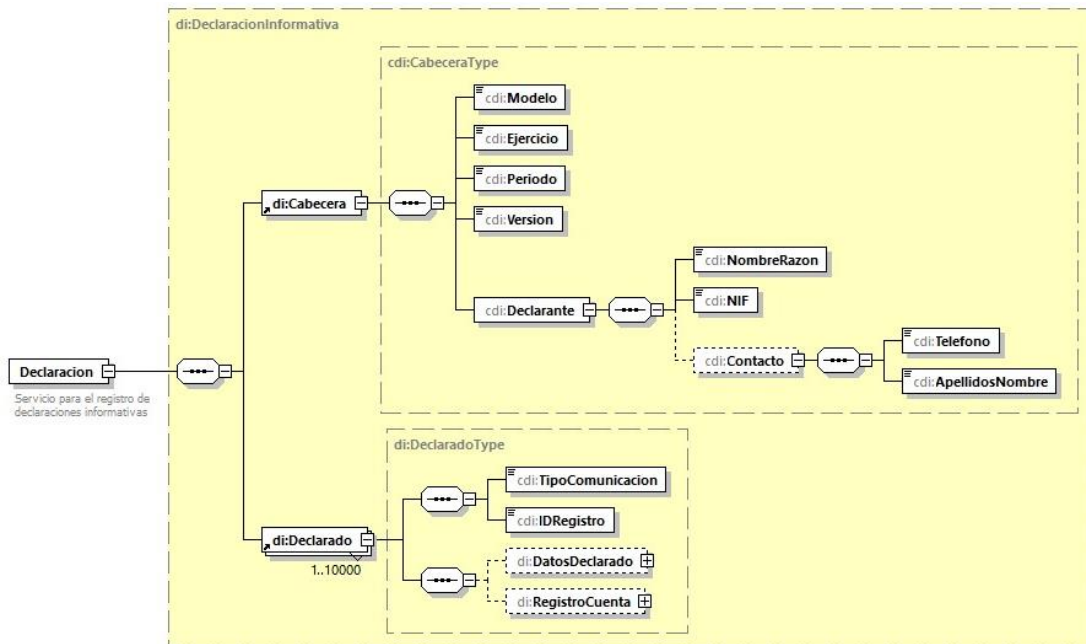 di:DeclaracionInformativa
cdi:CabeceraType
cdi:Modelo
cdi:Ejercicio
cdi:Periodo
di:Cabecera
cdi:Version
cdi:NombreRazon
cdi:NIF
cdi:Declarante
cdi:Telefono
cdi:Contacto
cdi:ApellidosNombre
Declaracion
Servicio para el registro de
declaraciones informativas
di:DeclaradoType
cdi:TipoComunicacion
cdi:IDRegistro
di:Declarado
1..10000
di:DatosDeclarado
di:RegistroCuenta